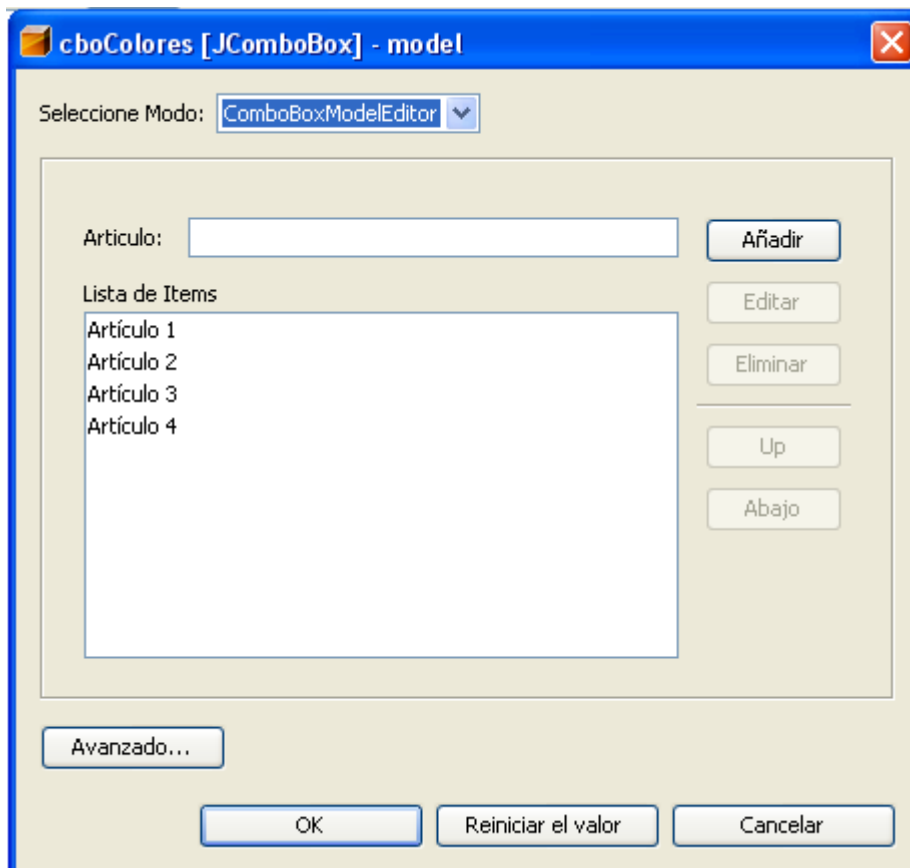 cboColores [JComboBox] - model
Seleccione Modo: ComboBoxModelEditor
Articulo:
Añadir
Lista de Items
Editar
Artículo 1
Artículo 2
Eliminar
Artículo 3
Artículo 4
Up
Abajo
Avanzado...
OK Reiniciar el valor Cancelar